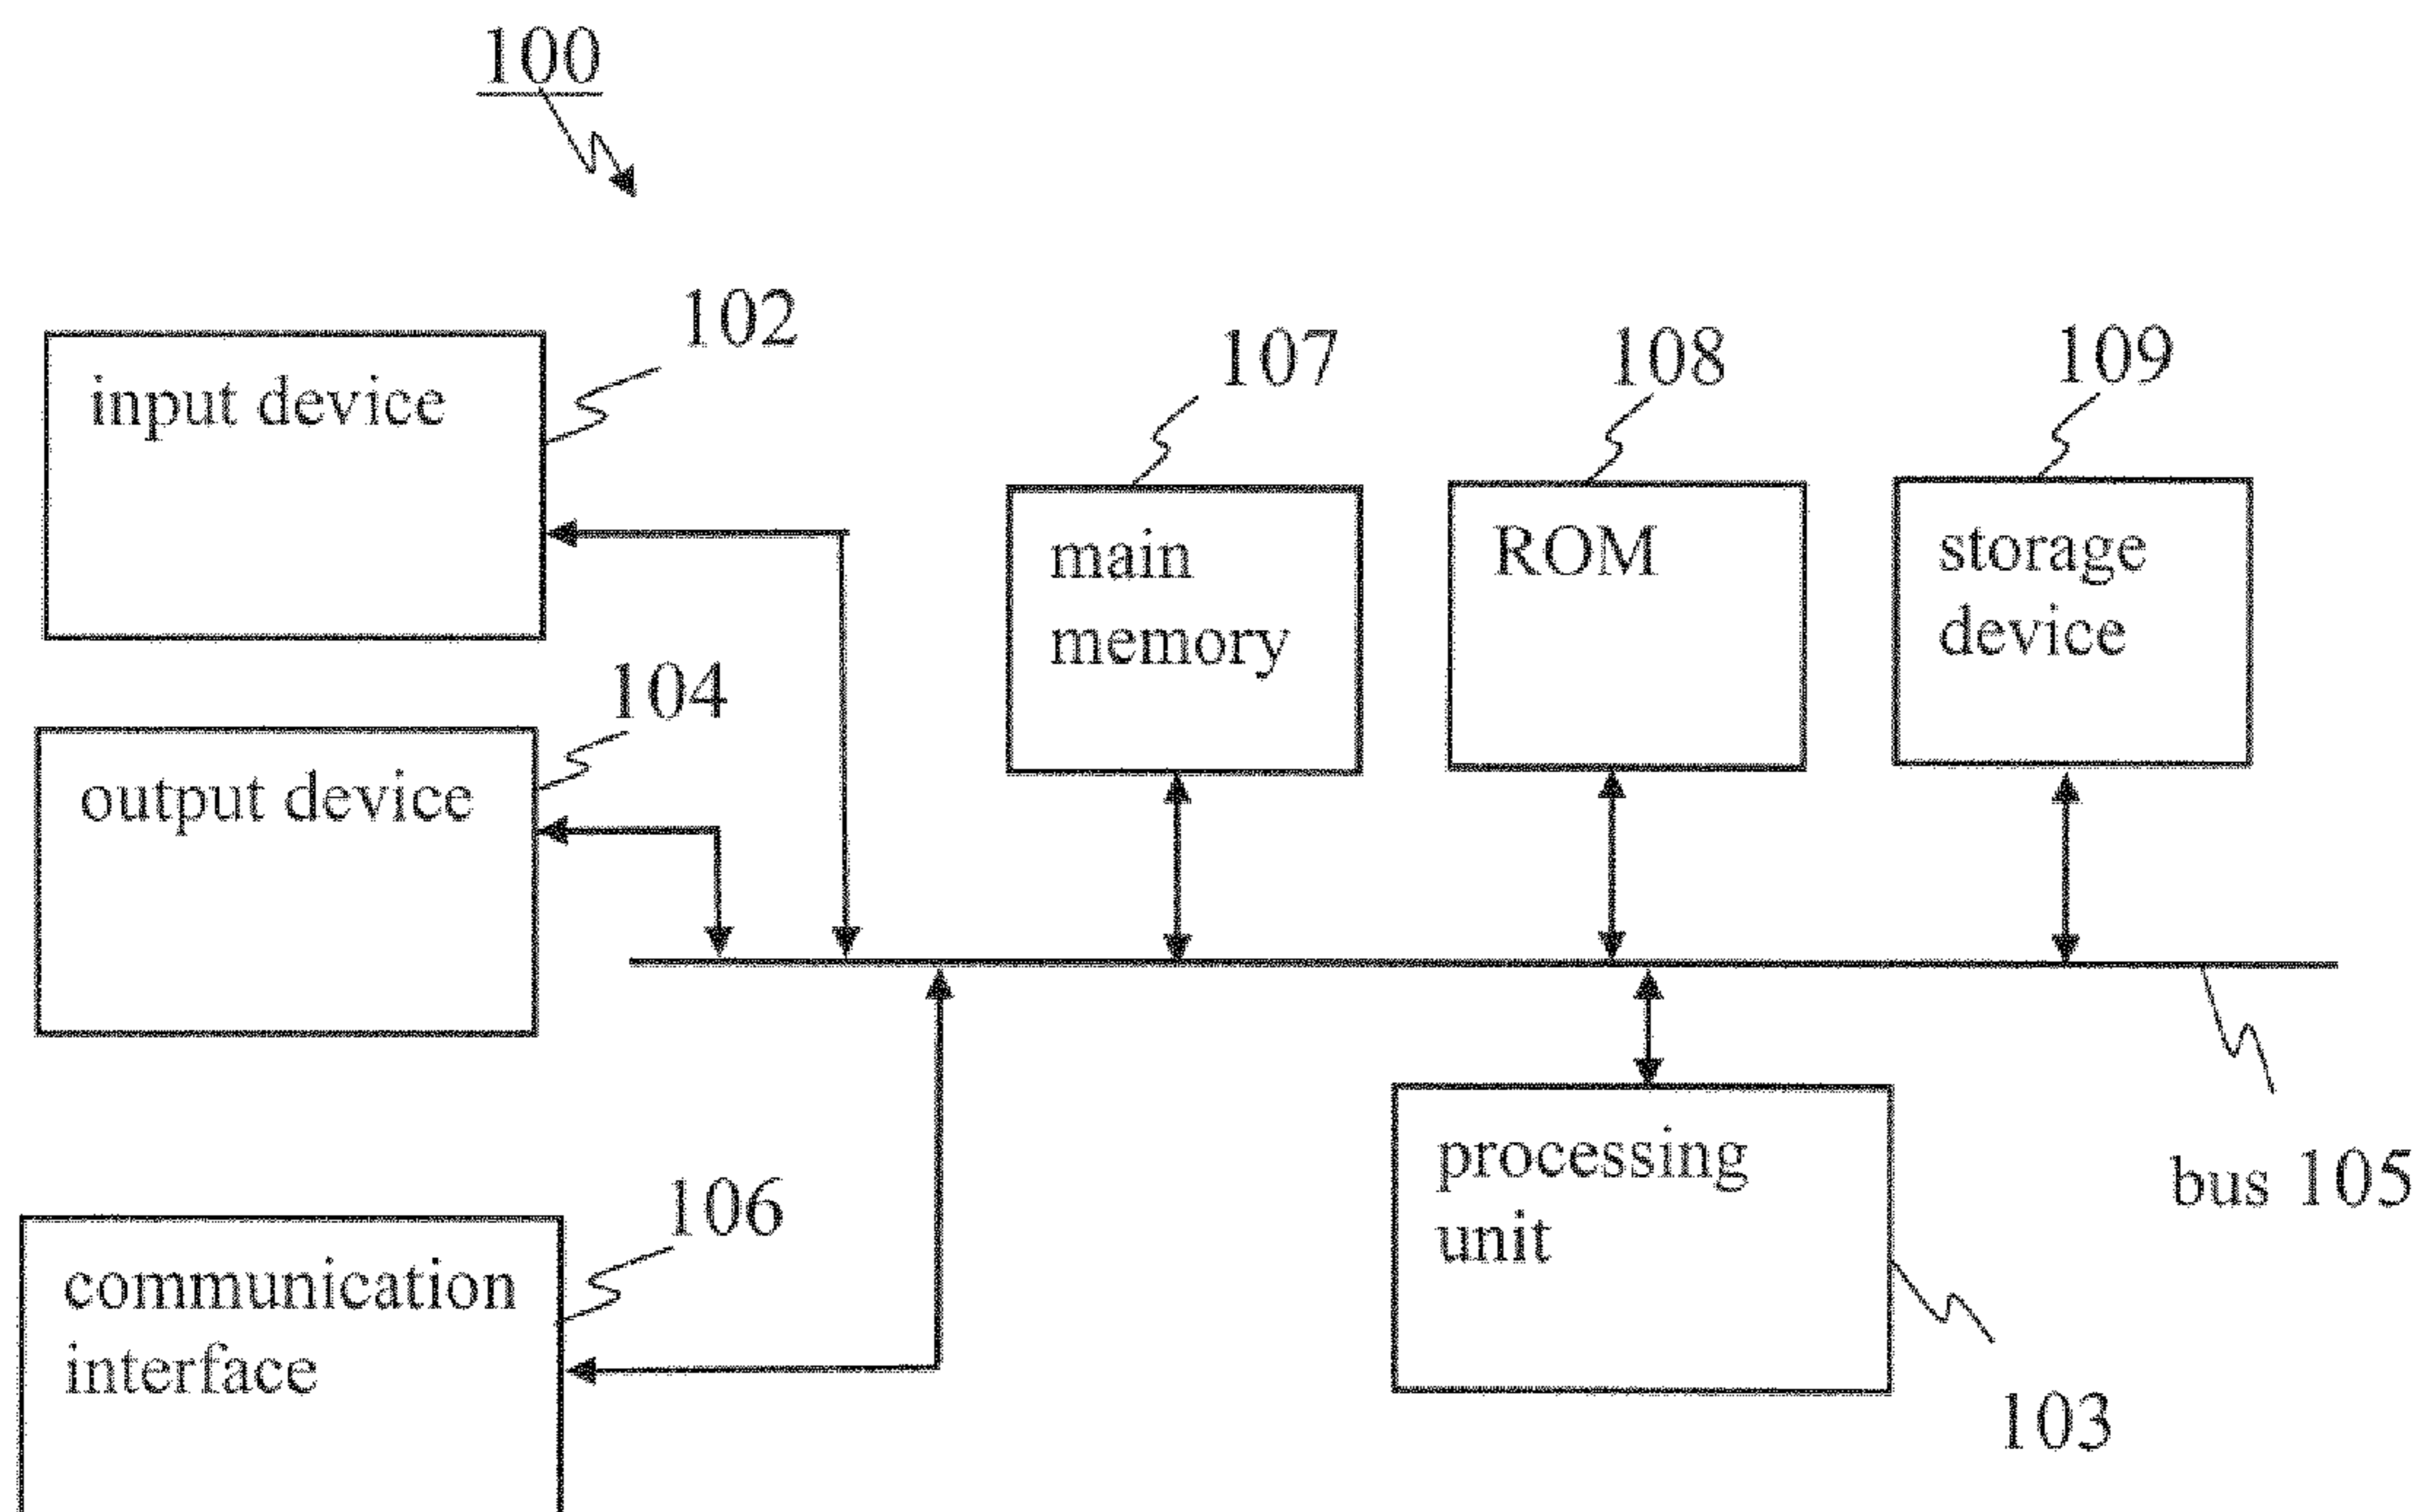 100
102
input device
107
108
109
main
memory
ROM
storage
device
104
output device
106
communication
interface
processing
unit
bus 105
103